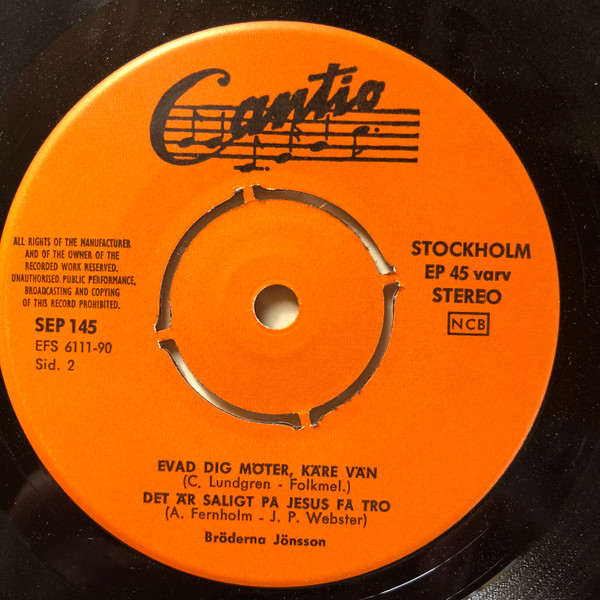 Cantio
ALL RIGHTS OF THE MANUFACTURER
AND OF THE OWNER OF THE
RECORDED WORK RESERVED.
UNAUTHORISED PUBLIC PERFORMANCE,
BROADCASTING AND COPYING
OF THIS RECORD PROHIBITED.
SEP 145
EFS 6111-90
Sid. 2
STOCKHOLM
EP 45 varv
STEREO
NCB
EVAD DIG MÖTER, KÄRE VÄN
(C. Lundgren - Folkmel.)
DET ÄR SALIGT PÅ JESUS FÅ TRO
(A. Fernholm - J. P. Webster)
Bröderna Jönsson